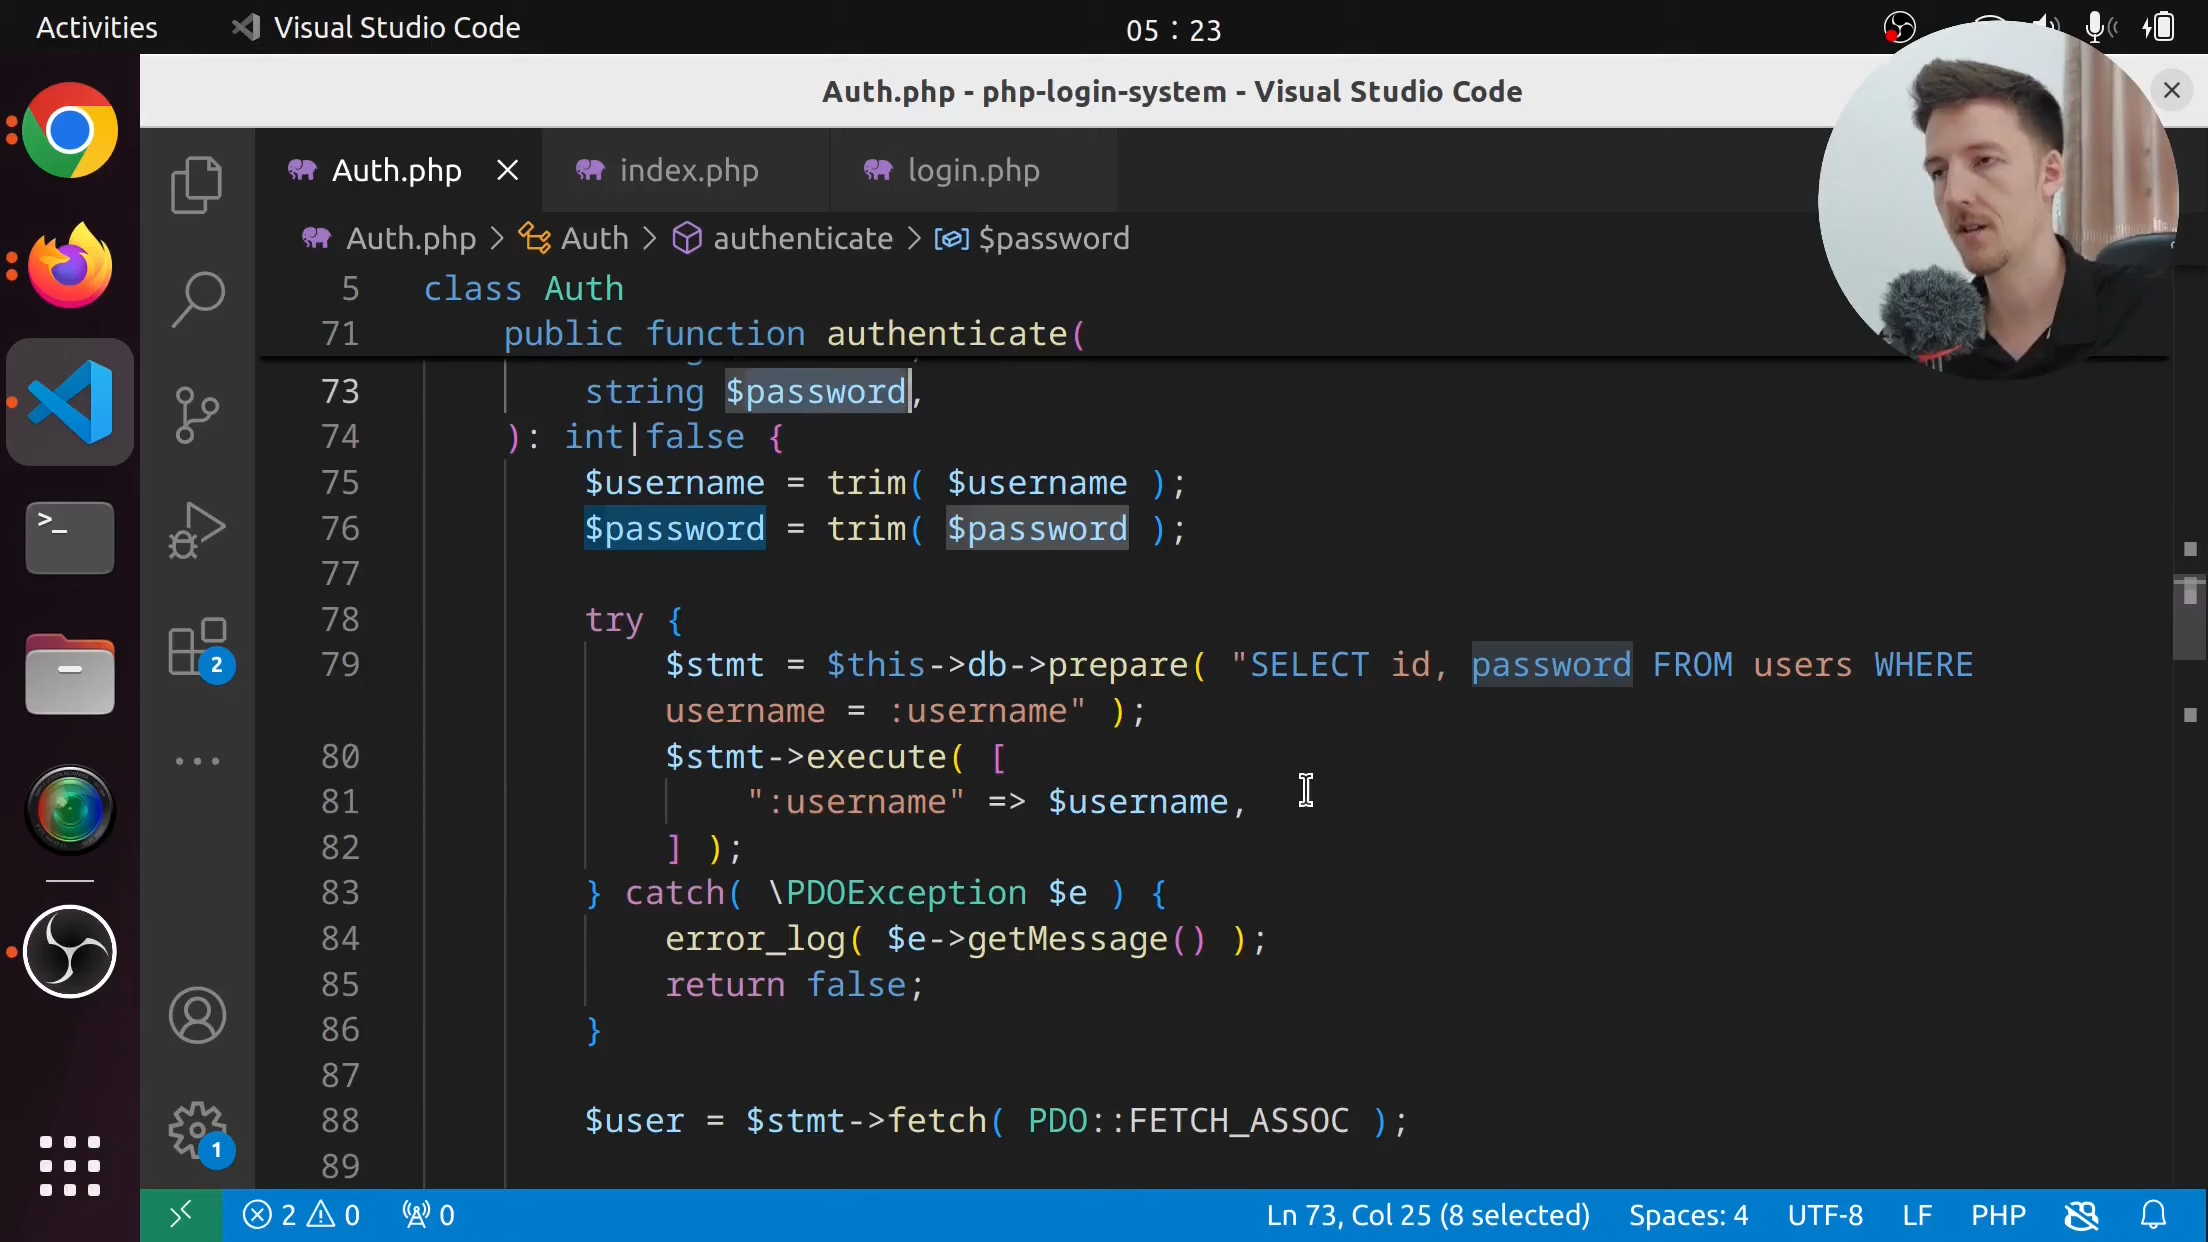 Activities
Visual Studio Code
05 : 23
Auth.php - php-login-system - Visual Studio Code
Auth.php
index.php
login.php
Auth.php > Auth > authenticate > $password
5 class Auth
71 public function authenticate(
73 string $password,
74 ): int|false {
75 $username = trim( $username );
76 $password = trim( $password );
77
78 try {
79 $stmt = $this->db->prepare( "SELECT id, password FROM users WHERE
username = :username" );
80 $stmt->execute( [
81 ":username" => $username,
82 ] );
83 } catch( \PDOException $e ) {
84 error_log( $e->getMessage() );
85 return false;
86 }
87
88 $user = $stmt->fetch( PDO::FETCH_ASSOC );
89
2
1
2 0 0 Ln 73, Col 25 (8 selected) Spaces: 4 UTF-8 LF PHP